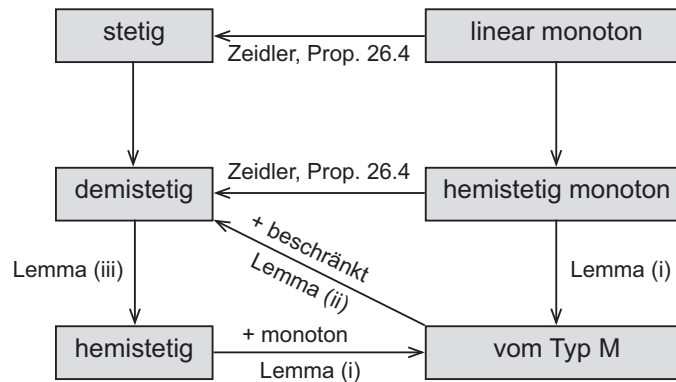 stetig
linear monoton
Zeidler, Prop. 26.4
Zeidler, Prop. 26.4
demistetig
hemistetig monoton
+ beschränkt
Lemma (iii)
Lemma (ii)
Lemma (i)
hemistetig
+ monoton
vom Typ M
Lemma (i)